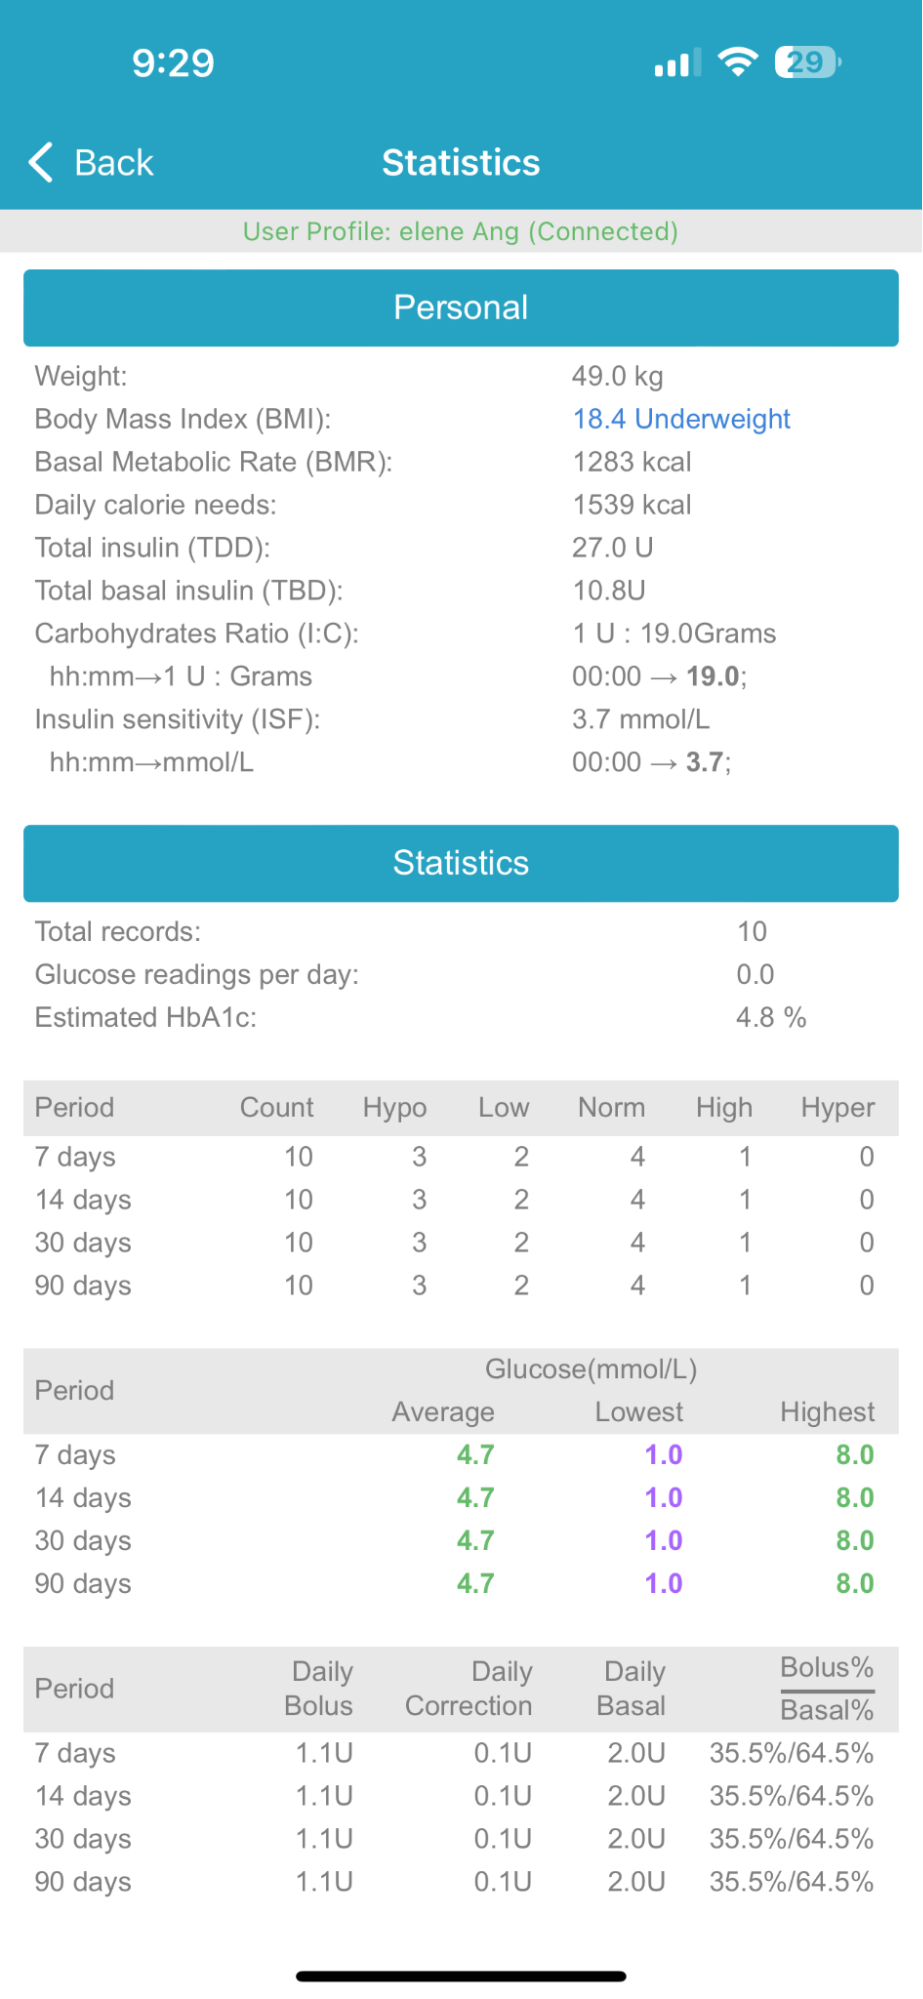 9:29
29
Back Statistics
User Profile: elene Ang (Connected)
Personal
Weight: 49.0 kg
Body Mass Index (BMI): 18.4 Underweight
Basal Metabolic Rate (BMR): 1283 kcal
Daily calorie needs: 1539 kcal
Total insulin (TDD): 27.0 U
Total basal insulin (TBD): 10.8U
Carbohydrates Ratio (I:C): 1 U : 19.0Grams
hh:mm→1 U : Grams 00:00 → 19.0;
Insulin sensitivity (ISF): 3.7 mmol/L
hh:mm→mmol/L 00:00 → 3.7;
Statistics
Total records: 10
Glucose readings per day: 0.0
Estimated HbA1c: 4.8 %
Period Count Hypo Low Norm High Hyper
7 days 10 3 2 4 1 0
14 days 10 3 2 4 1 0
30 days 10 3 2 4 1 0
90 days 10 3 2 4 1 0
Glucose(mmol/L)
Period
Average Lowest Highest
7 days 4.7 1.0 8.0
14 days 4.7 1.0 8.0
30 days 4.7 1.0 8.0
90 days 4.7 1.0 8.0
Period Daily Bolus Daily Correction Daily Basal Bolus% Basal%
7 days 1.1U 0.1U 2.0U 35.5%/64.5%
14 days 1.1U 0.1U 2.0U 35.5%/64.5%
30 days 1.1U 0.1U 2.0U 35.5%/64.5%
90 days 1.1U 0.1U 2.0U 35.5%/64.5%